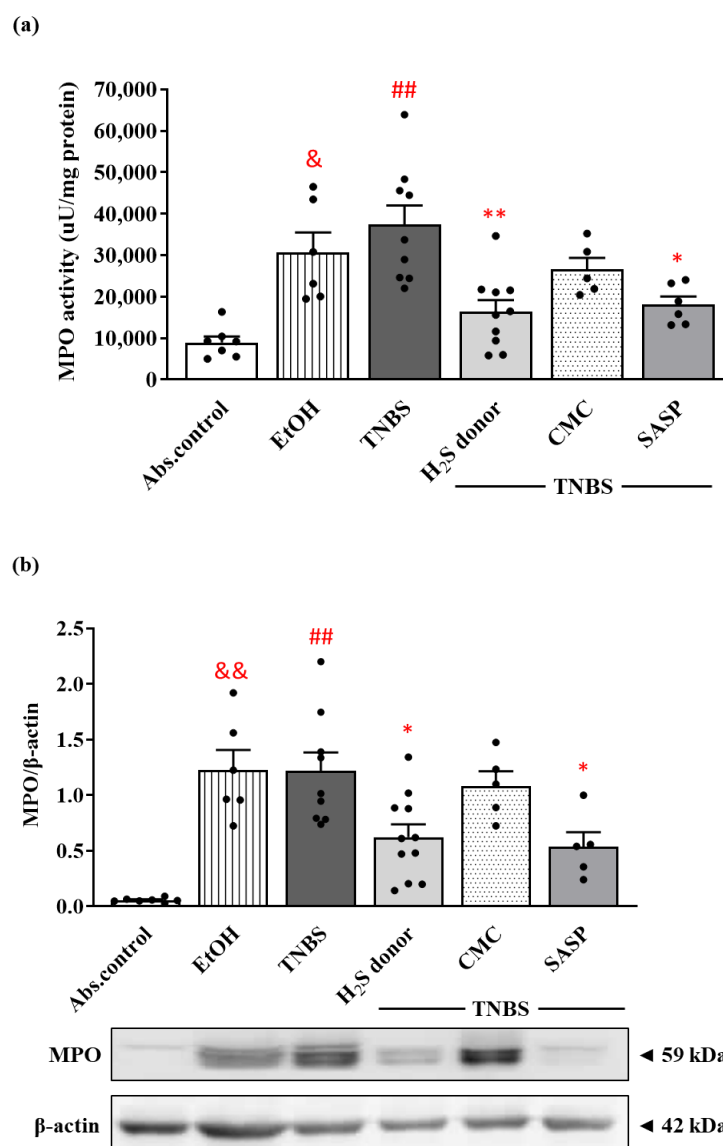 (a)
MPO activity (uU/mg protein)
70,000
60,000
50,000
40,000
30,000
20,000
10,000
0
&
##
**
*
Abs.control
EtOH
TNBS
H₂S donor
CMC
SASP
TNBS
(b)
MPO/β-actin
2.5
2.0
1.5
1.0
0.5
0.0
&&
##
*
*
Abs.control
EtOH
TNBS
H₂S donor
CMC
SASP
TNBS
MPO ◄ 59 kDa
β-actin ◄ 42 kDa